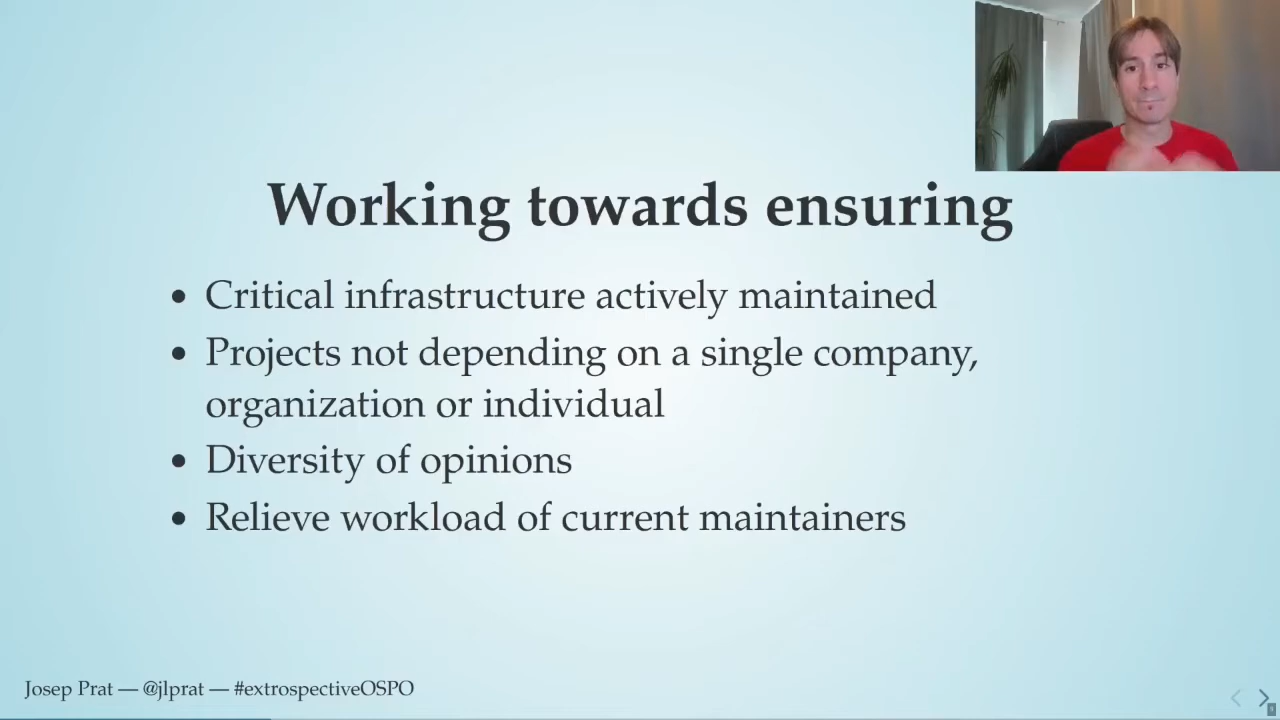 Working towards ensuring
• Critical infrastructure actively maintained
• Projects not depending on a single company,
organization or individual
• Diversity of opinions
• Relieve workload of current maintainers
Josep Prat — @jlprat — #extrospectiveOSPO